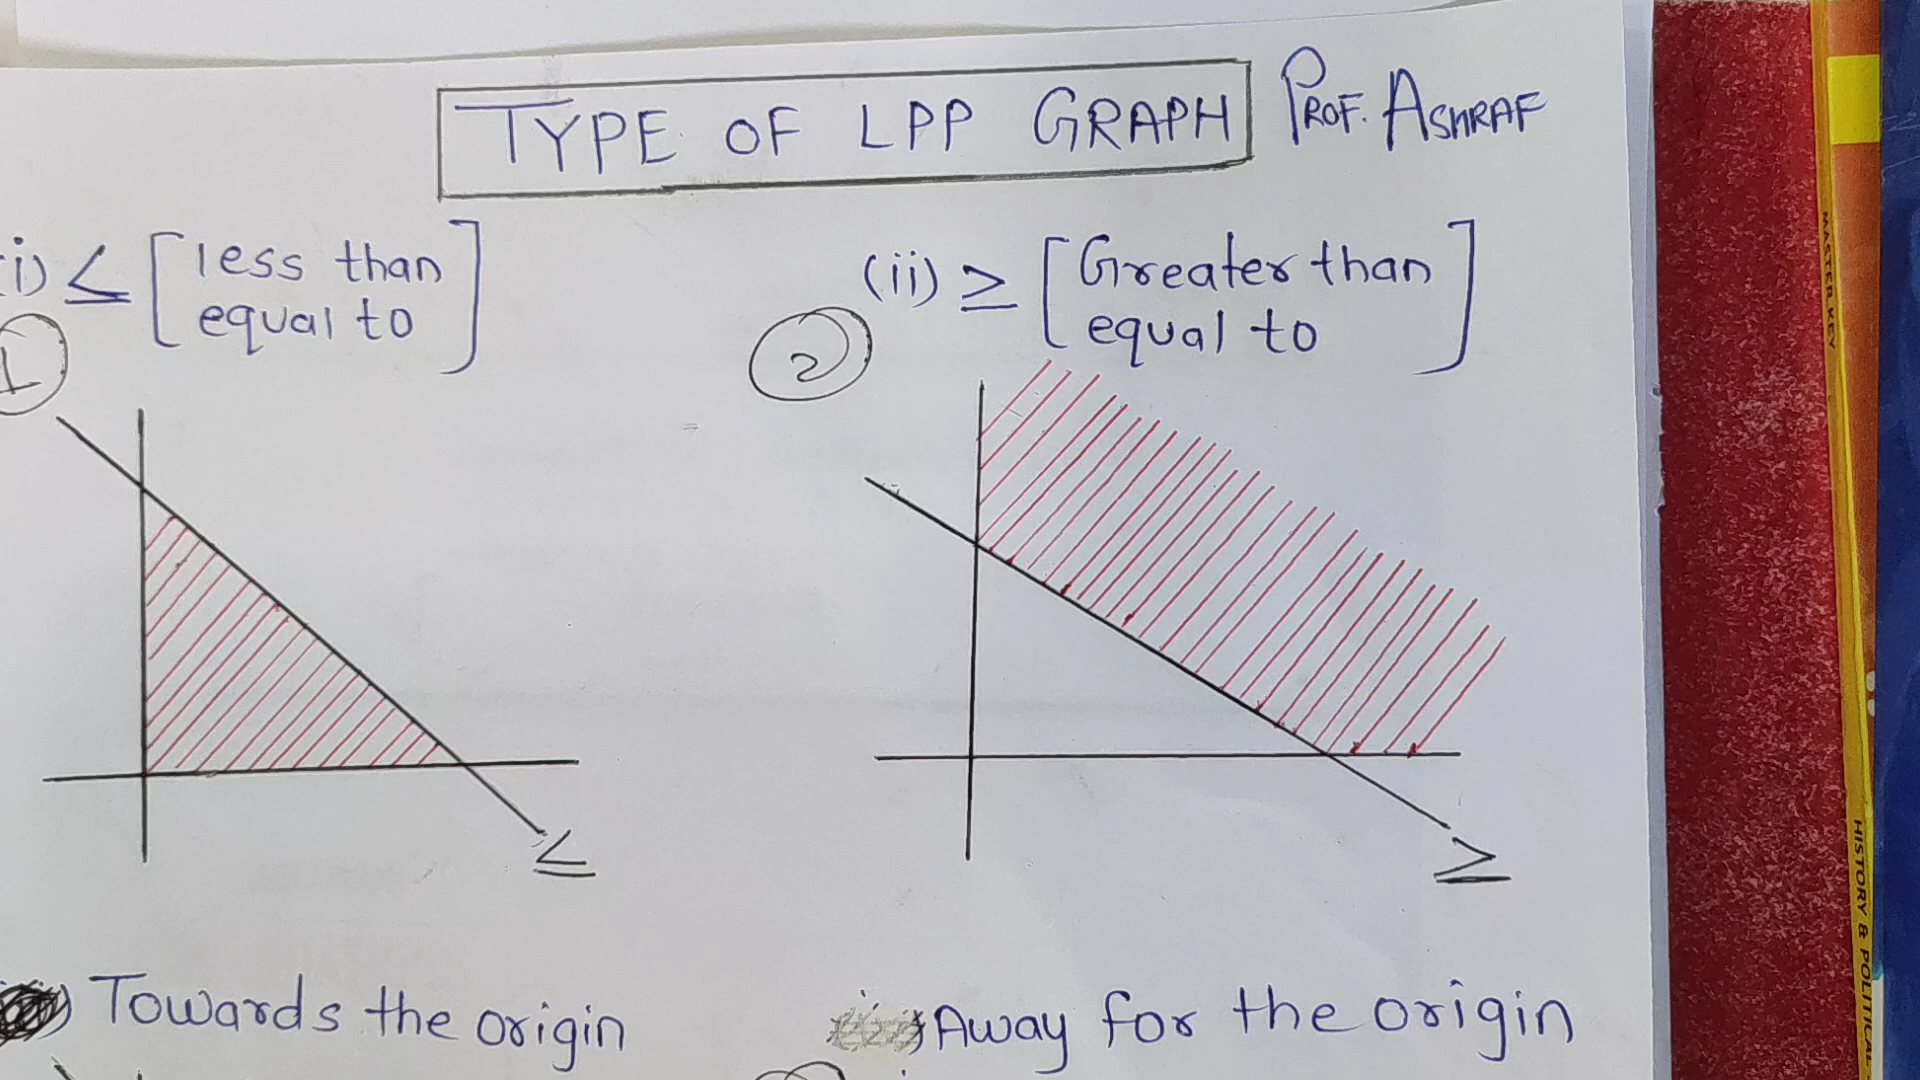 TYPE OF LPP GRAPH PROF. ASHRAF
i) ≤ [less than equal to]
(ii) ≥ [Greater than equal to]
1
2
≤
≥
Towards the origin
Away for the origin
MASTER KEY
HISTORY & POLITICAL